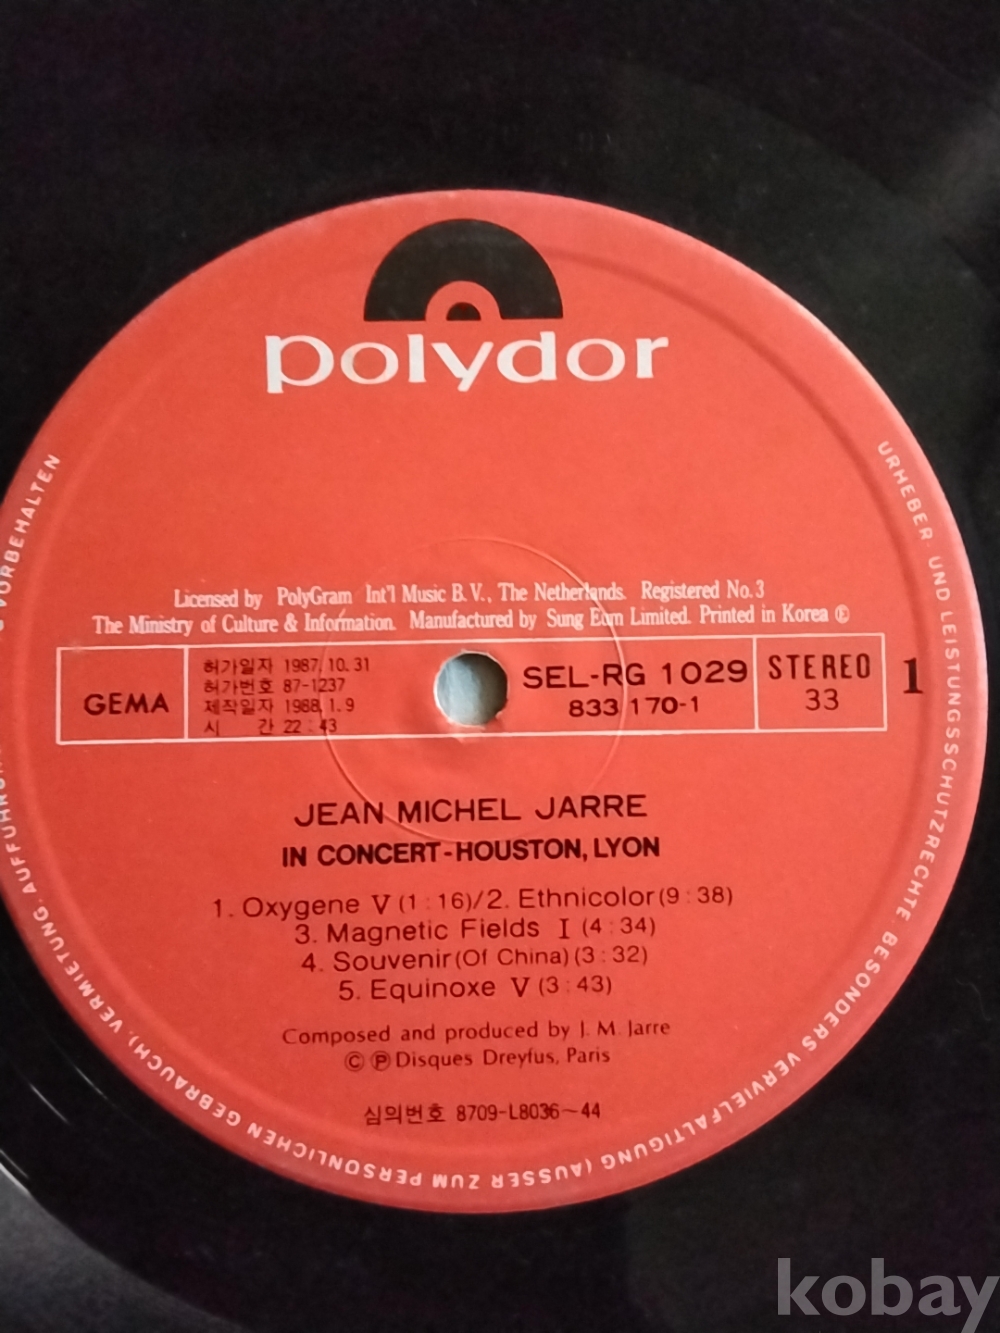 polydor
Licensed by PolyGram Int'l Music B.V., The Netherlands. Registered No.3
The Ministry of Culture & Information. Manufactured by Sung Eum Limited. Printed in Korea Ⓔ
GEMA
허가일자 1987.10.31
허가번호 87-1237
제작일자 1988.1.9
시 간 22:43
SEL-RG 1029
833 170-1
STEREO
33
1
JEAN MICHEL JARRE
IN CONCERT-HOUSTON, LYON
1. Oxygene V (1:16)/2. Ethnicolor (9:38)
3. Magnetic Fields I (4:34)
4. Souvenir (Of China) (3:32)
5. Equinoxe V (3:43)
Composed and produced by J. M. Jarre
© Ⓟ Disques Dreyfus, Paris
심의번호 8709-L8036~44
URHEBER- UND LEISTUNGSSCHUTZRECHTE, BESONDERS VERVIELFÄLTIGUNG (AUSSER ZUM PERSÖNLICHEN GEBRAUCH), VERMIETUNG, VORBEHALTEN
kobay